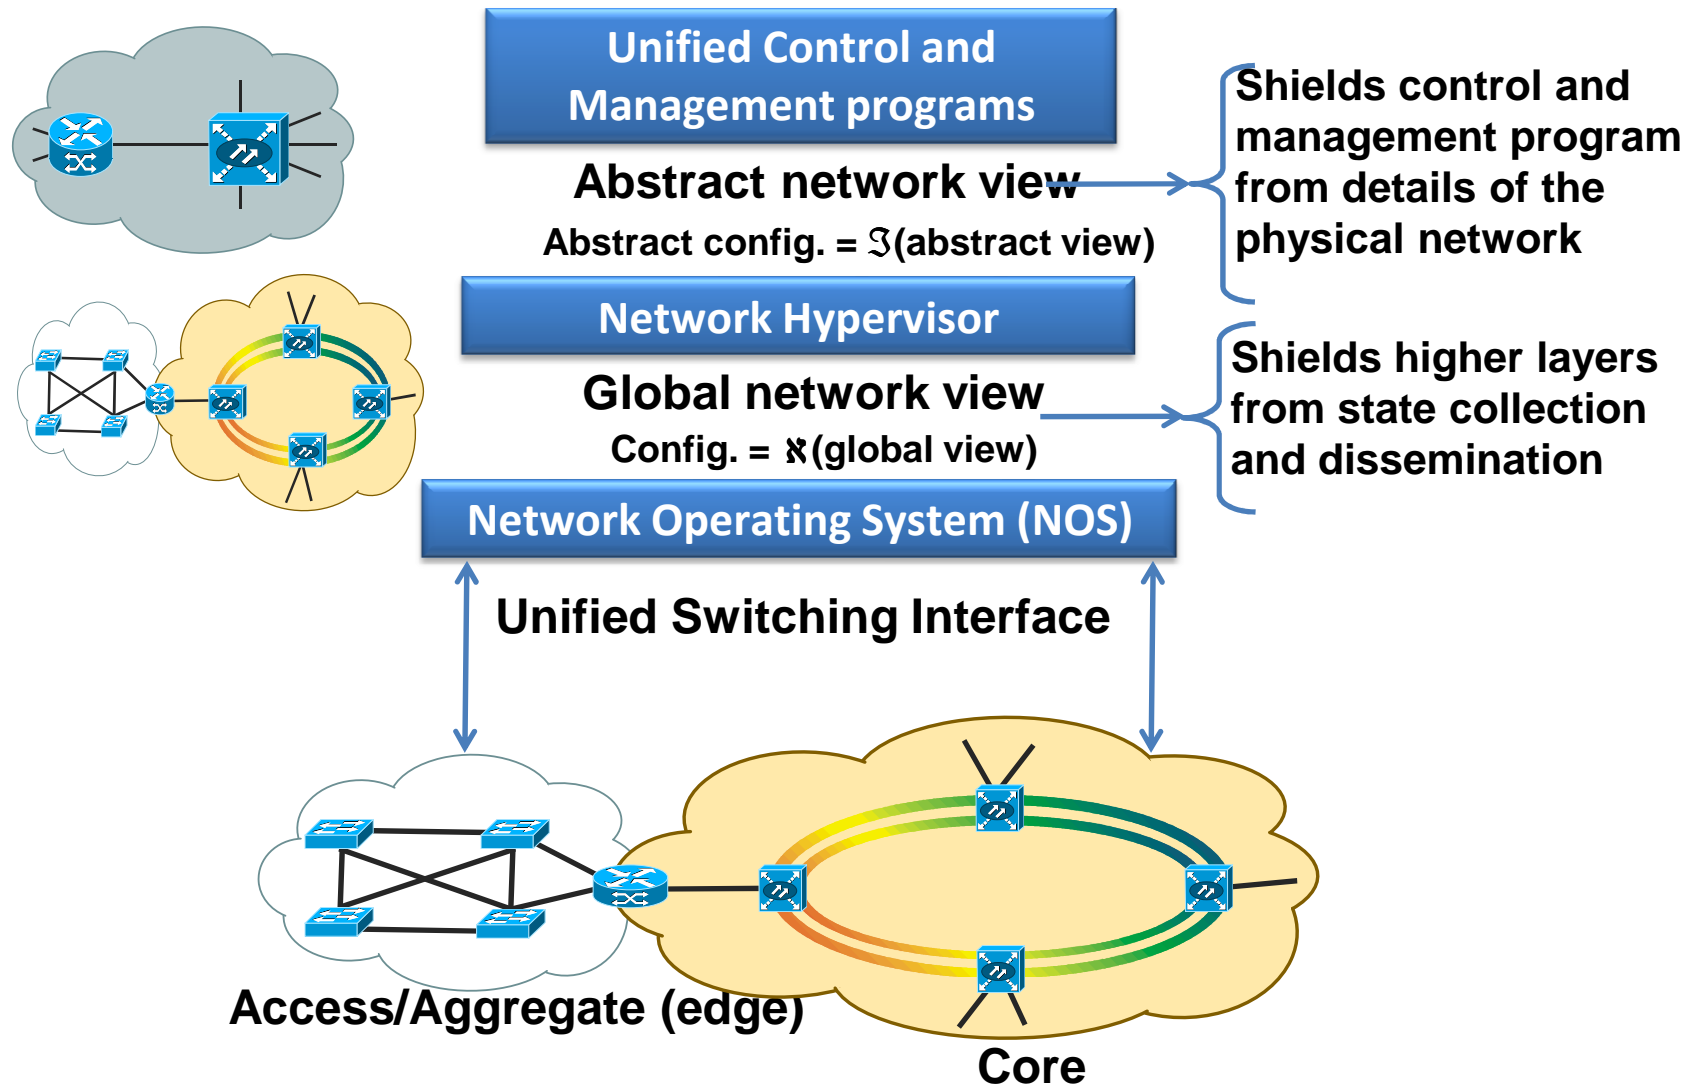 Unified Control and
Management programs
Shields control and
management program
from details of the
physical network
Abstract network view
Abstract config. = ℑ(abstract view)
Network Hypervisor
Shields higher layers
from state collection
and dissemination
Global network view
Config. = ℵ(global view)
Network Operating System (NOS)
Unified Switching Interface
Access/Aggregate (edge)
Core